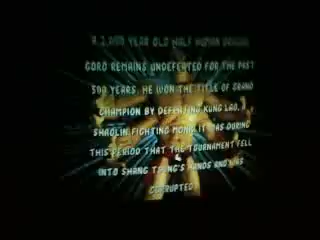 A 2,000 YEAR OLD HALF HUMAN DRAGON
GORO REMAINS UNDEFEATED FOR THE PAST
500 YEARS. HE WON THE TITLE OF GRAND
CHAMPION BY DEFEATING KUNG LAO, A
SHAOLIN FIGHTING MONK. IT WAS DURING
THIS PERIOD THAT THE TOURNAMENT FELL
INTO SHANG TSUNG'S HANDS AND WAS
CORRUPTED